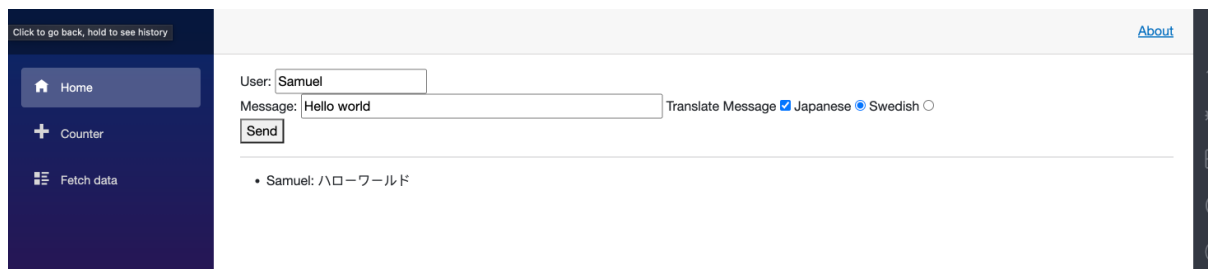 Click to go back, hold to see history
About
Home
Counter
Fetch data
User: Samuel
Message: Hello world Translate Message Japanese Swedish
Send
Samuel: ハローワールド